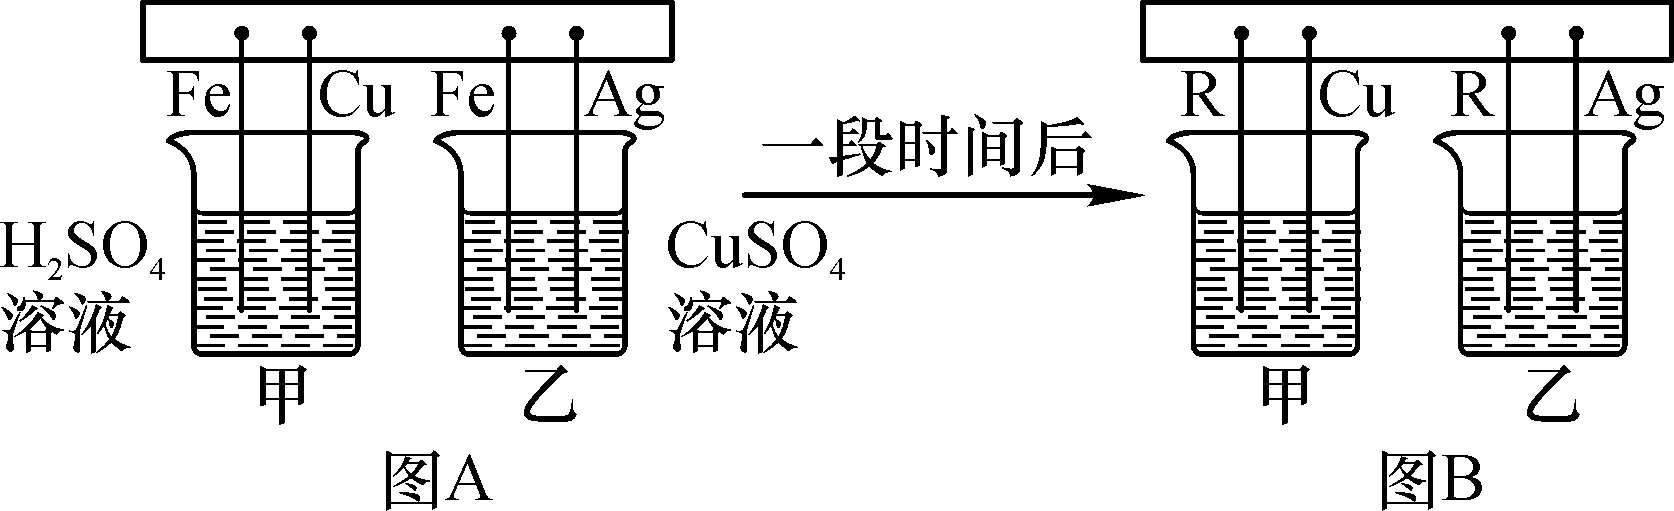 Fe Cu Fe Ag
H₂SO₄
溶液
CuSO₄
溶液
甲 乙
图A
一段时间后
R Cu R Ag
甲 乙
图B